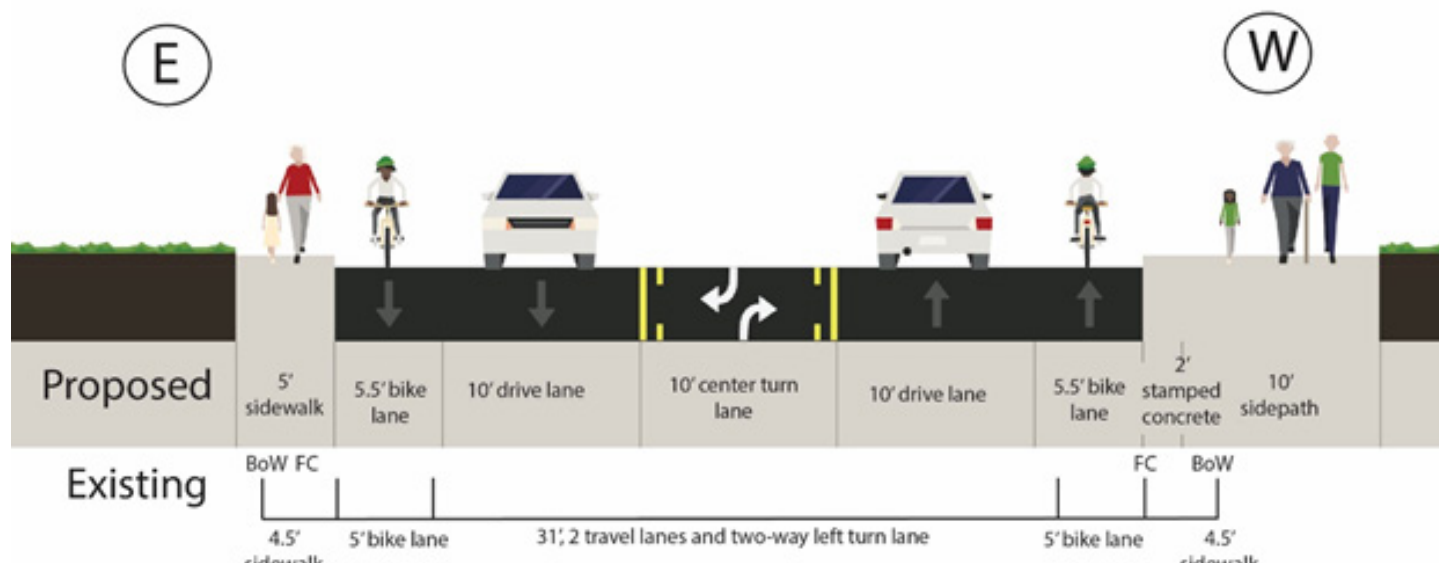 E
W
Proposed
5'
sidewalk
5.5' bike
lane
10' drive lane
10' center turn
lane
10' drive lane
5.5' bike
lane
2'
stamped
concrete
10'
sidepath
Existing
BoW FC
FC
BoW
4.5'
sidewalk
5' bike lane
31', 2 travel lanes and two-way left turn lane
5' bike lane
4.5'
sidewalk